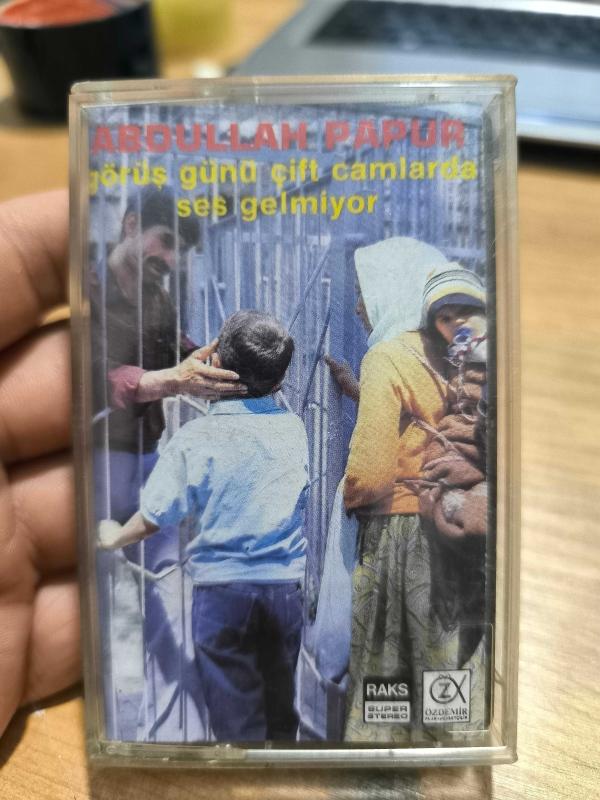 ABDULLAH PAPUR
görüş günü çift camlarda
ses gelmiyor
RAKS
SUPER
STEREO
ÖZDEMİR